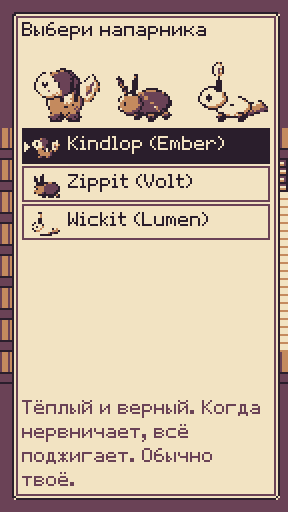 Выбери напарника
Kindlop (Ember)
Zippit (Volt)
Wickit (Lumen)
Тёплый и верный. Когда
нервничает, всё
поджигает. Обычно
твоё.